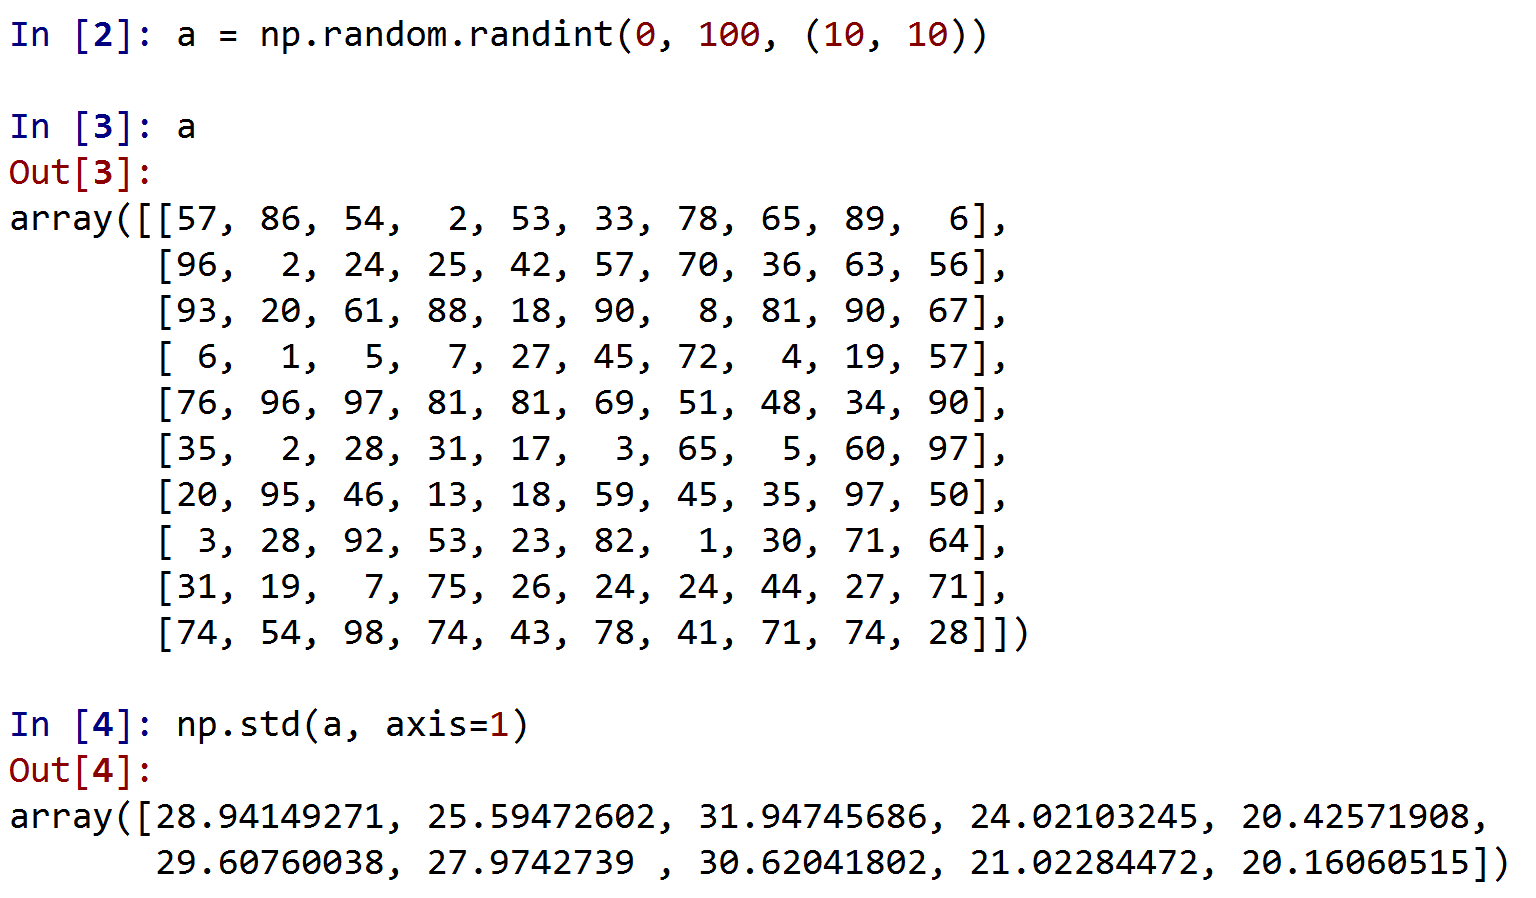 In [2]: a = np.random.randint(0, 100, (10, 10))
In [3]: a
Out[3]:
array([[57, 86, 54,  2, 53, 33, 78, 65, 89,  6],
       [96,  2, 24, 25, 42, 57, 70, 36, 63, 56],
       [93, 20, 61, 88, 18, 90,  8, 81, 90, 67],
       [ 6,  1,  5,  7, 27, 45, 72,  4, 19, 57],
       [76, 96, 97, 81, 81, 69, 51, 48, 34, 90],
       [35,  2, 28, 31, 17,  3, 65,  5, 60, 97],
       [20, 95, 46, 13, 18, 59, 45, 35, 97, 50],
       [ 3, 28, 92, 53, 23, 82,  1, 30, 71, 64],
       [31, 19,  7, 75, 26, 24, 24, 44, 27, 71],
       [74, 54, 98, 74, 43, 78, 41, 71, 74, 28]])
In [4]: np.std(a, axis=1)
Out[4]:
array([28.94149271, 25.59472602, 31.94745686, 24.02103245, 20.42571908,
       29.60760038, 27.9742739 , 30.62041802, 21.02284472, 20.16060515])